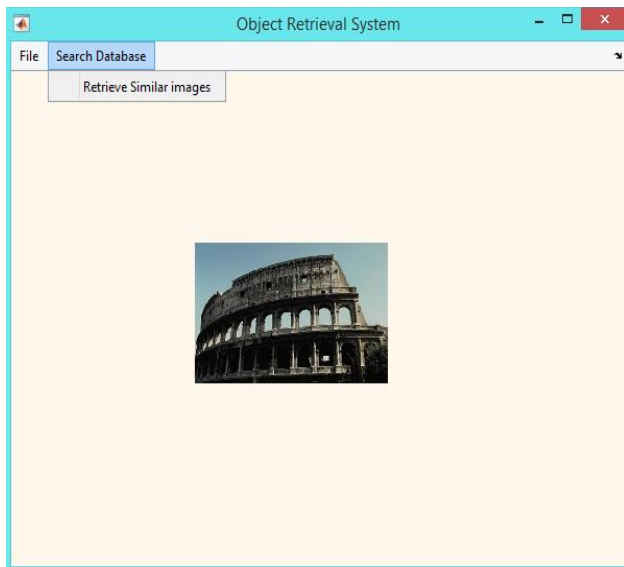 Object Retrieval System
File Search Database
Retrieve Similar images